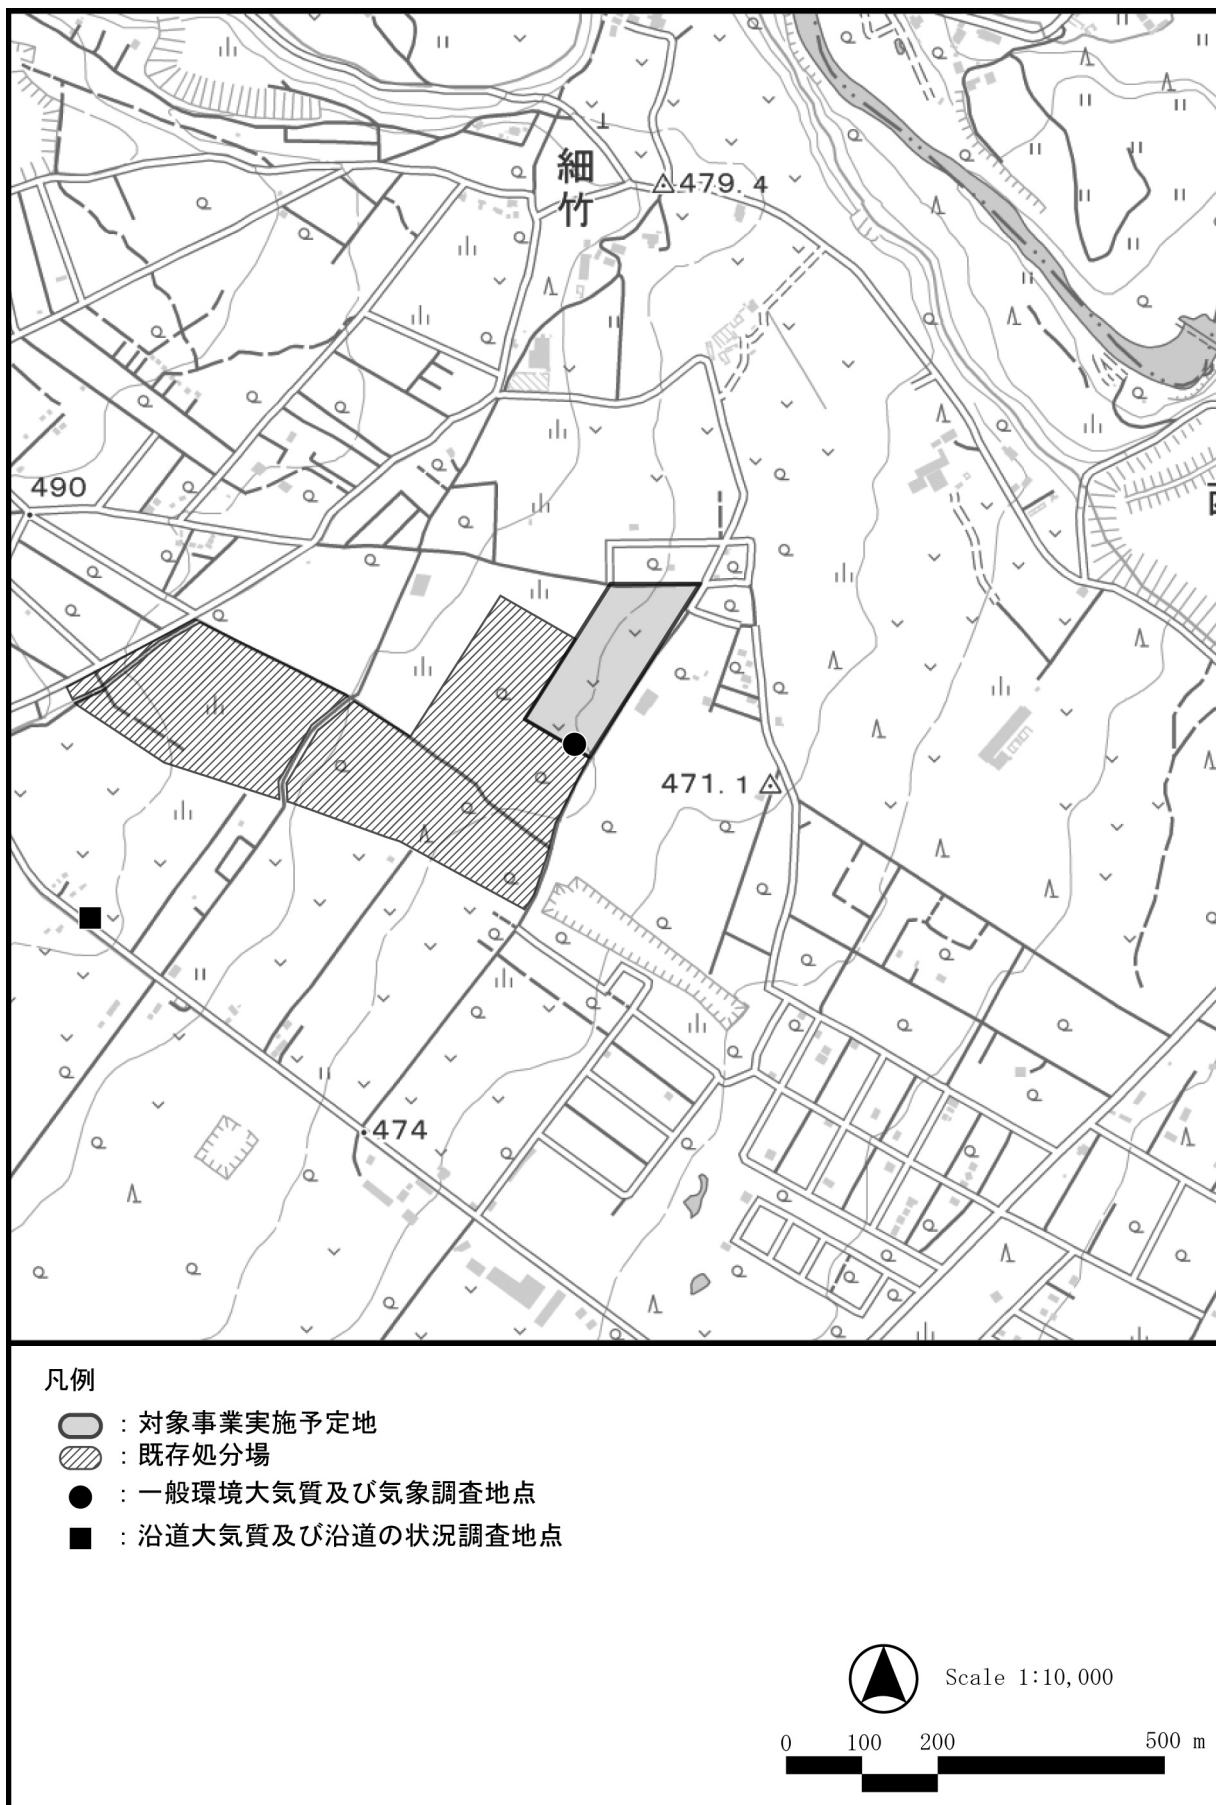 細竹
479.4
490
471.1
474
凡例
：対象事業実施予定地
：既存処分場
：一般環境大気質及び気象調査地点
：沿道大気質及び沿道の状況調査地点
Scale 1:10,000
0 100 200 500 m